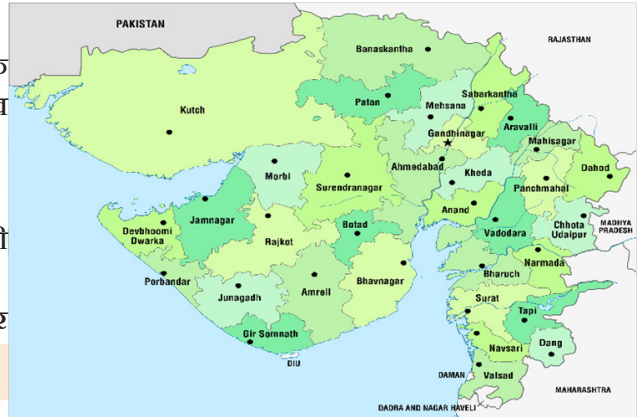 PAKISTAN
RAJASTHAN
Banaskantha
Patan
Mehsana
Sabarkantha
Kutch
Gandhinagar
Aravalli
Mahisagar
Ahmedabad
Morbi
Surendranagar
Kheda
Panchmahal
Dahod
Jamnagar
Anand
Devbhoomi
Dwarka
Rajkot
Botad
Vadodara
Chhota
Udaipur
MADHYA
PRADESH
Porbandar
Junagadh
Amreli
Bhavnagar
Bharuch
Narmada
Surat
Tapi
Gir Somnath
Navsari
Dang
DIU
DAMAN
Valsad
MAHARASHTRA
DADRA AND NAGAR HAVELI